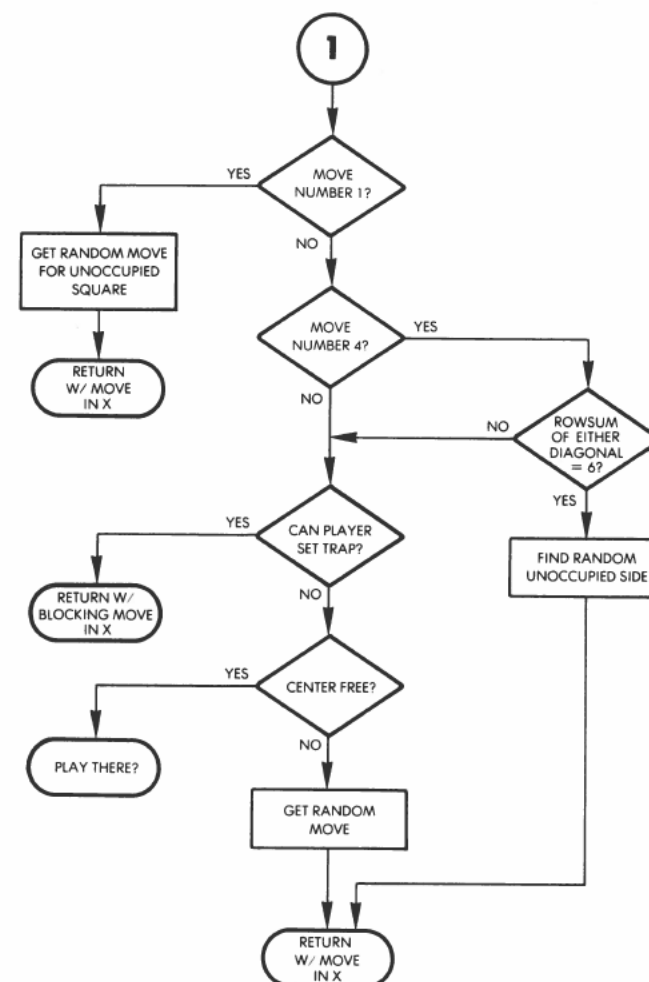 1
MOVE
NUMBER 1?
YES
NO
GET RANDOM MOVE
FOR UNOCCUPIED
SQUARE
RETURN
W/ MOVE
IN X
MOVE
NUMBER 4?
YES
NO
ROWSUM
OF EITHER
DIAGONAL
= 6?
NO
YES
FIND RANDOM
UNOCCUPIED SIDE
CAN PLAYER
SET TRAP?
YES
NO
RETURN W/
BLOCKING MOVE
IN X
CENTER FREE?
YES
NO
PLAY THERE?
GET RANDOM
MOVE
RETURN
W/ MOVE
IN X